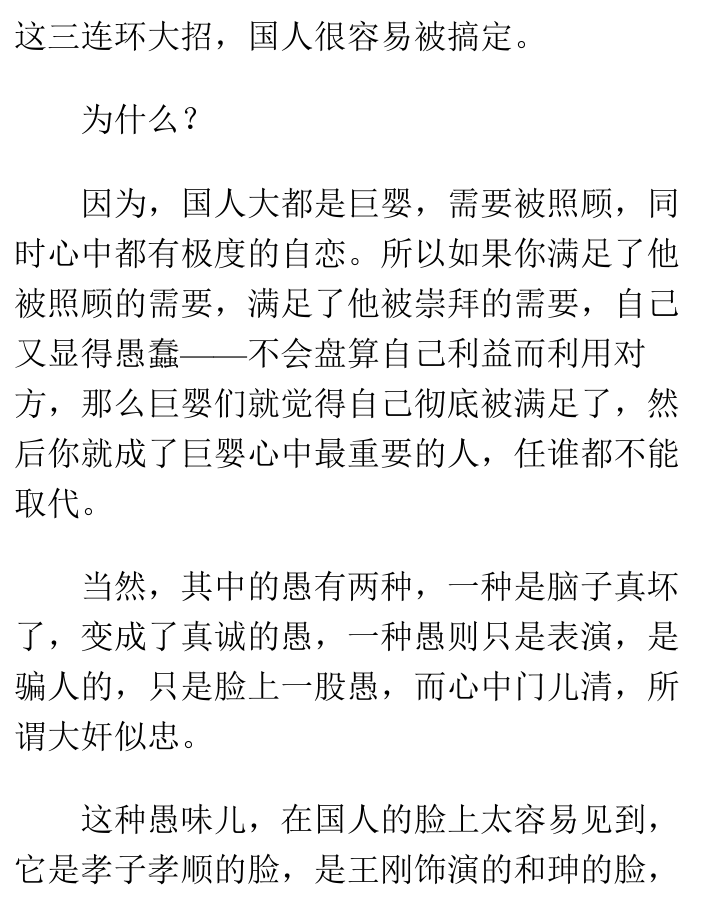 这三连环大招，国人很容易被搞定。
为什么？
因为，国人大都是巨婴，需要被照顾，同
时心中都有极度的自恋。所以如果你满足了他
被照顾的需要，满足了他被崇拜的需要，自己
又显得愚蠢——不会盘算自己利益而利用对
方，那么巨婴们就觉得自己彻底被满足了，然
后你就成了巨婴心中最重要的人，任谁都不能
取代。
当然，其中的愚有两种，一种是脑子真坏
了，变成了真诚的愚，一种愚则只是表演，是
骗人的，只是脸上一股愚，而心中门儿清，所
谓大奸似忠。
这种愚味儿，在国人的脸上太容易见到，
它是孝子孝顺的脸，是王刚饰演的和珅的脸，